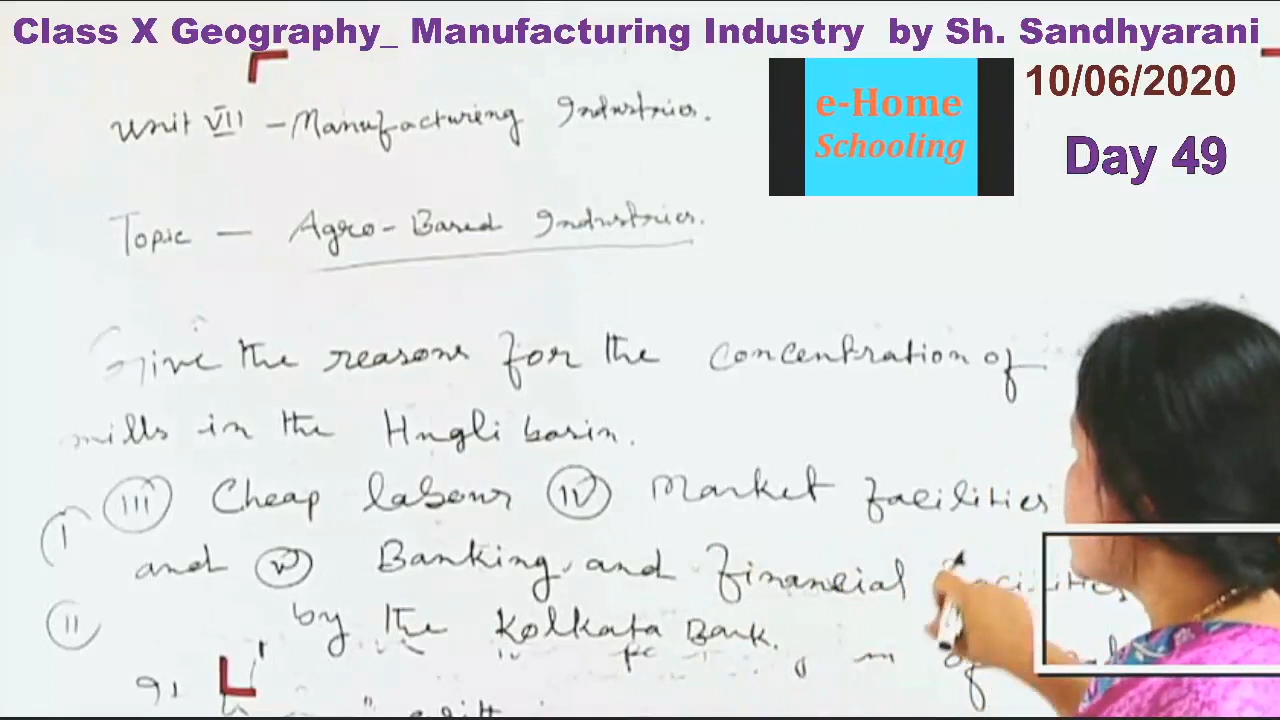 Class X Geography_ Manufacturing Industry by Sh. Sandhyarani
10/06/2020
e-Home
Schooling
Day 49
Unit VII - Manufacturing Industries.
Topic — Agro-Based Industries.
Give the reasons for the concentration of
mills in the Hugli basin.
I
III Cheap labour IV Market facilities
and V Banking and Financial
II
by the Kolkata Bank.